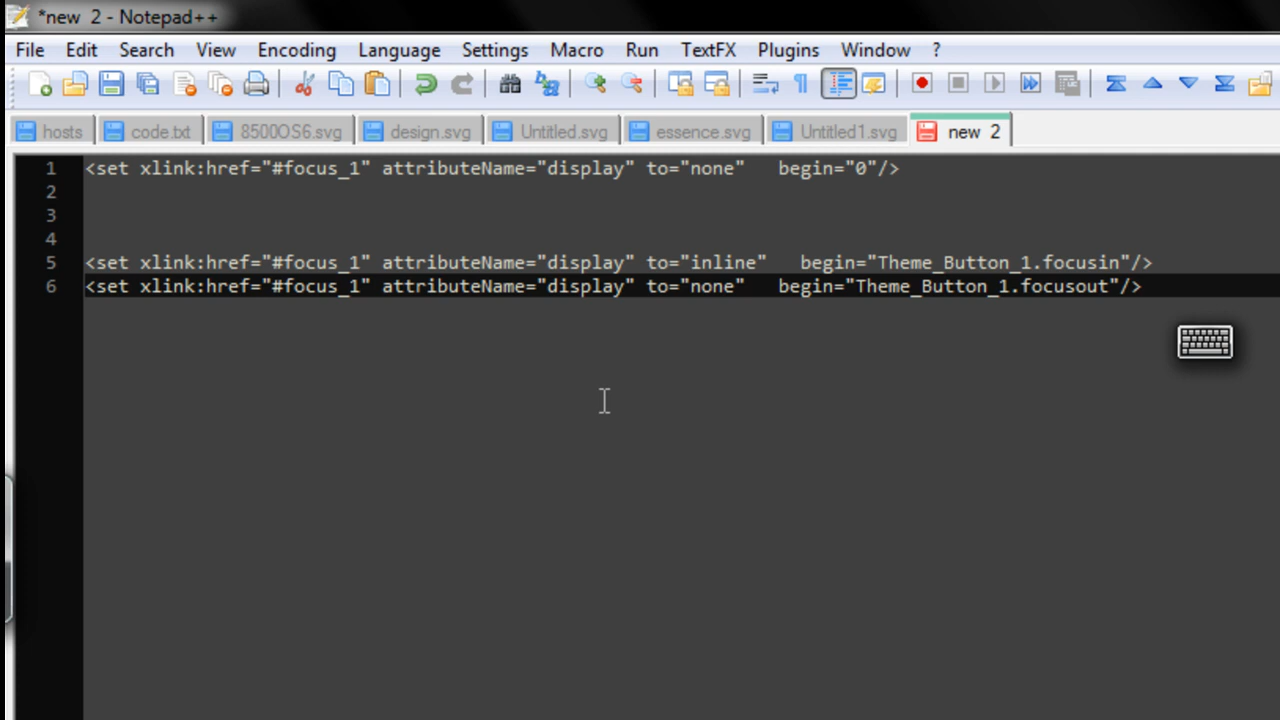 *new 2 - Notepad++
File Edit Search View Encoding Language Settings Macro Run TextFX Plugins Window ?
hosts code.txt 8500OS6.svg design.svg Untitled.svg essence.svg Untitled1.svg new 2
1 <set xlink:href="#focus_1" attributeName="display" to="none"   begin="0"/>
2
3
4
5 <set xlink:href="#focus_1" attributeName="display" to="inline"   begin="Theme_Button_1.focusin"/>
6 <set xlink:href="#focus_1" attributeName="display" to="none"   begin="Theme_Button_1.focusout"/>